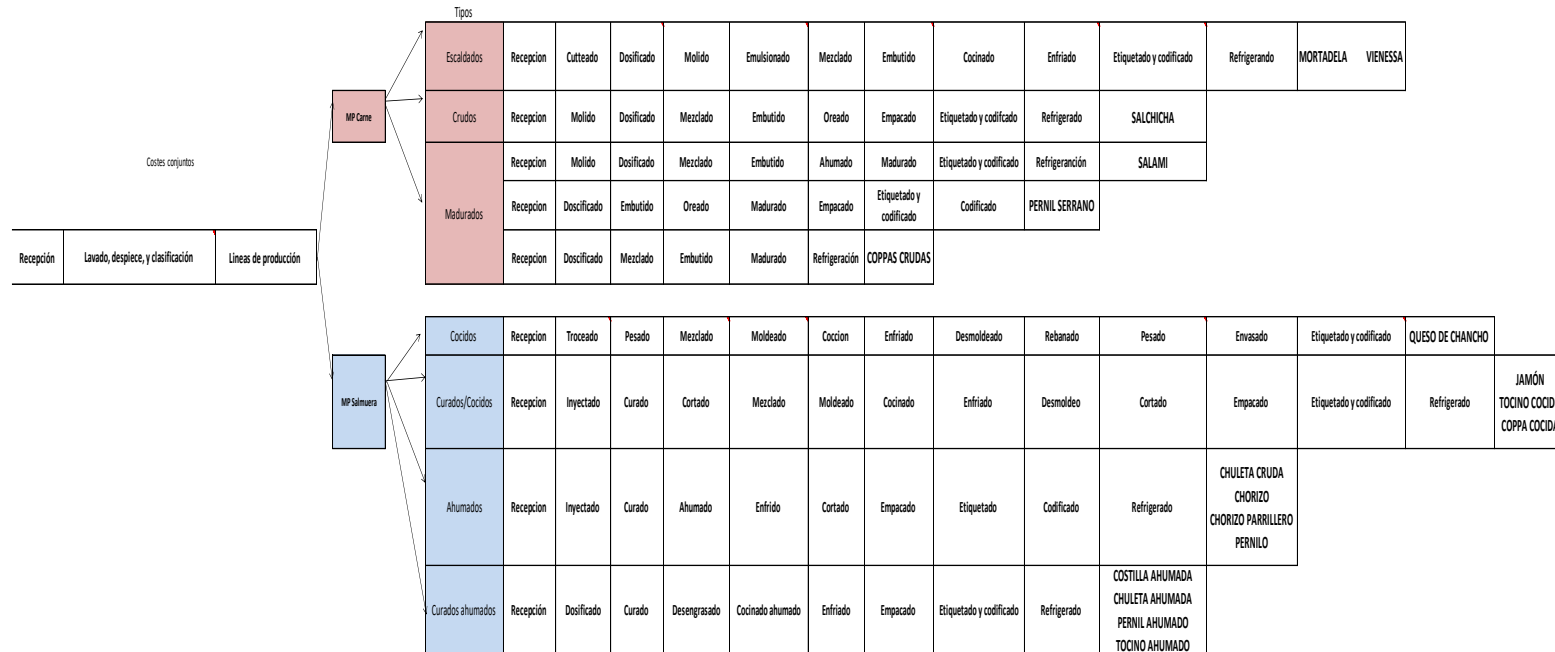 Tipos
Escaldados Recepcion Cutteado Dosificado Molido Emulsionado Mezclado Embutido Cocinado Enfriado Etiquetado y codificado Refrigerando MORTADELA VIENESSA
MP Carne
Crudos Recepcion Molido Dosificado Mezclado Embutido Oreado Empacado Etiquetado y codifcado Refrigerado SALCHICHA
Costes conjuntos
Madurados
Recepcion Molido Dosificado Mezclado Embutido Ahumado Madurado Etiquetado y codificado Refrigeranción SALAMI
Recepcion Doscificado Embutido Oreado Madurado Empacado Etiquetado y
codificado
Codificado PERNIL SERRANO
Recepcion Doscificado Mezclado Embutido Madurado Refrigeración COPPAS CRUDAS
Recepción Lavado, despiece, y clasificación Lineas de producción
Cocidos Recepcion Troceado Pesado Mezclado Moldeado Coccion Enfriado Desmoldeado Rebanado Pesado Envasado Etiquetado y codificado QUESO DE CHANCHO
MP Salmuera
Curados/Cocidos Recepcion Inyectado Curado Cortado Mezclado Moldeado Cocinado Enfriado Desmoldeo Cortado Empacado Etiquetado y codificado Refrigerado
JAMÓN
TOCINO COCID
COPPA COCIDA
Ahumados Recepcion Inyectado Curado Ahumado Enfrido Cortado Empacado Etiquetado Codificado Refrigerado
CHULETA CRUDA
CHORIZO
CHORIZO PARRILLERO
PERNILO
Curados ahumados Recepción Dosificado Curado Desengrasado Cocinado ahumado Enfriado Empacado Etiquetado y codificado Refrigerado
COSTILLA AHUMADA
CHULETA AHUMADA
PERNIL AHUMADO
TOCINO AHUMADO